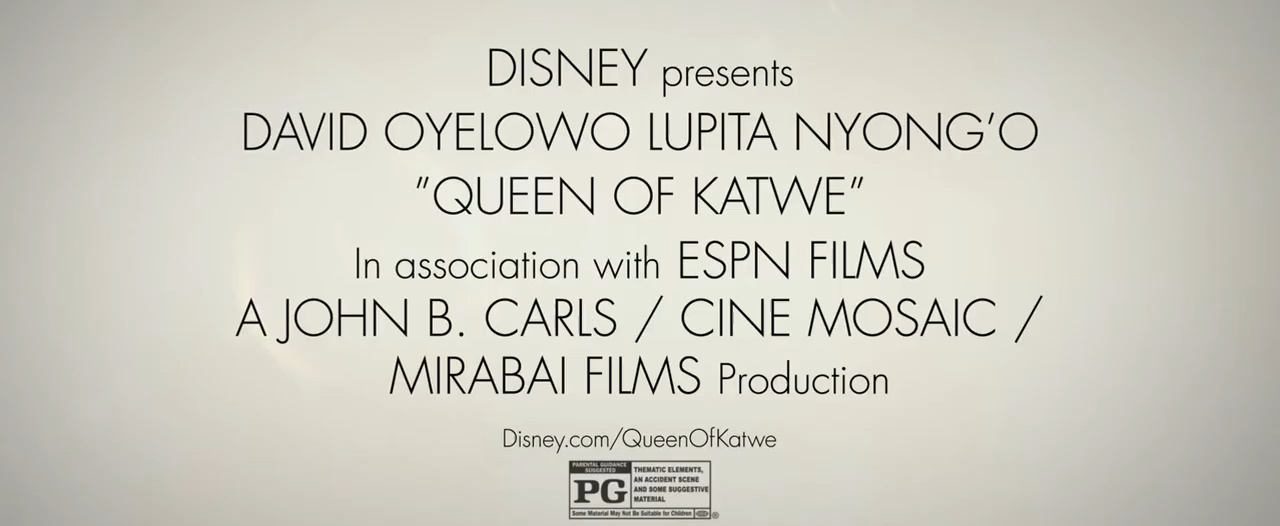 DISNEY presents
DAVID OYELOWO LUPITA NYONG'O
"QUEEN OF KATWE"
In association with ESPN FILMS
A JOHN B. CARLS / CINE MOSAIC /
MIRABAI FILMS Production
Disney.com/QueenOfKatwe
PARENTAL GUIDANCE SUGGESTED
PG
THEMATIC ELEMENTS,
AN ACCIDENT SCENE
AND SOME SUGGESTIVE
MATERIAL
Some Material May Not Be Suitable for Children